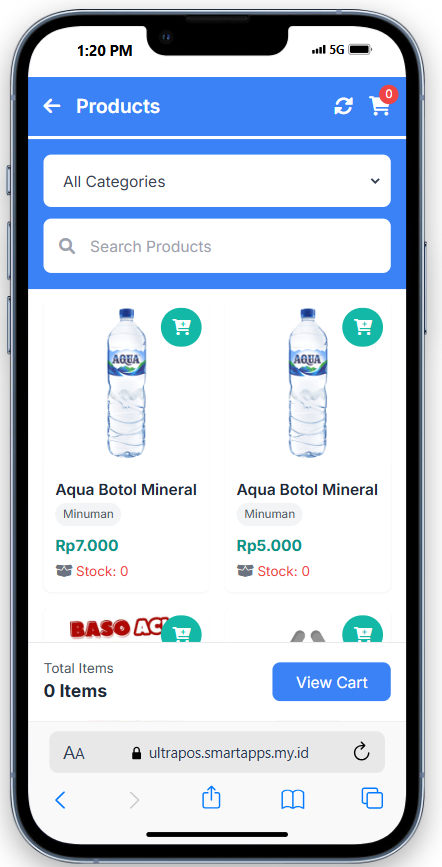 1:20 PM
5G
Products
0
All Categories
Search Products
AQUA
AQUA
Aqua Botol Mineral
Aqua Botol Mineral
Minuman
Minuman
Rp7.000
Rp5.000
Stock: 0
Stock: 0
BASO ACI
Total Items
0 Items
View Cart
AA
ultrapos.smartapps.my.id